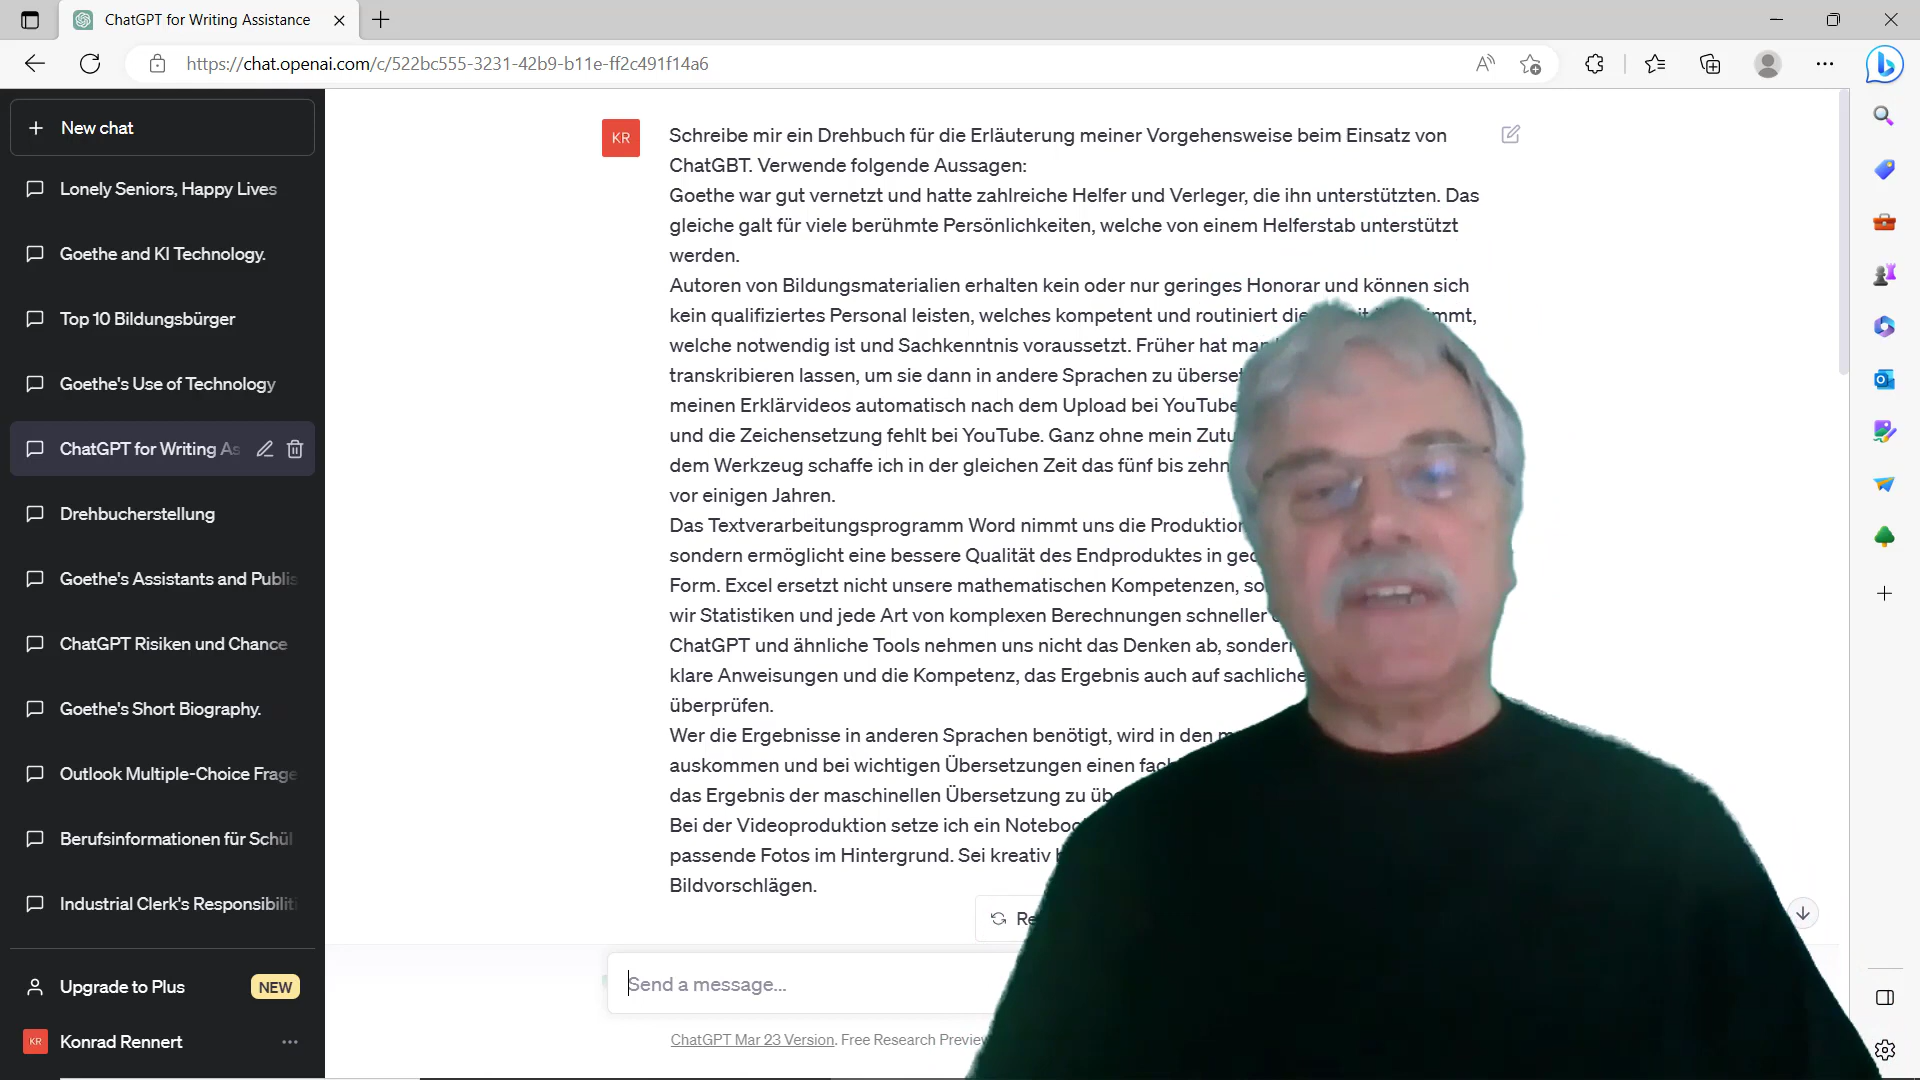 ChatGPT for Writing Assistance
https://chat.openai.com/c/522bc555-3231-42b9-b11e-ff2c491f14a6
New chat
Lonely Seniors, Happy Lives
Goethe and KI Technology.
Top 10 Bildungsbürger
Goethe's Use of Technology
ChatGPT for Writing As
Drehbucherstellung
Goethe's Assistants and Publis
ChatGPT Risiken und Chance
Goethe's Short Biography.
Outlook Multiple-Choice Frage
Berufsinformationen für Schül
Industrial Clerk's Responsibiliti
Upgrade to Plus NEW
KR Konrad Rennert
KR
Schreibe mir ein Drehbuch für die Erläuterung meiner Vorgehensweise beim Einsatz von
ChatGBT. Verwende folgende Aussagen:
Goethe war gut vernetzt und hatte zahlreiche Helfer und Verleger, die ihn unterstützten. Das
gleiche galt für viele berühmte Persönlichkeiten, welche von einem Helferstab unterstützt
werden.
Autoren von Bildungsmaterialien erhalten kein oder nur geringes Honorar und können sich
kein qualifiziertes Personal leisten, welches kompetent und routiniert die
welche notwendig ist und Sachkenntnis voraussetzt. Früher hat man
transkribieren lassen, um sie dann in andere Sprachen zu überset
meinen Erklärvideos automatisch nach dem Upload bei YouTube
und die Zeichensetzung fehlt bei YouTube. Ganz ohne mein Zutu
dem Werkzeug schaffe ich in der gleichen Zeit das fünf bis zehn
vor einigen Jahren.
Das Textverarbeitungsprogramm Word nimmt uns die Produktion
sondern ermöglicht eine bessere Qualität des Endproduktes in
Form. Excel ersetzt nicht unsere mathematischen Kompetenzen,
wir Statistiken und jede Art von komplexen Berechnungen schneller
ChatGPT und ähnliche Tools nehmen uns nicht das Denken ab, sondern
klare Anweisungen und die Kompetenz, das Ergebnis auch auf sachliche
überprüfen.
Wer die Ergebnisse in anderen Sprachen benötigt, wird in den
auskommen und bei wichtigen Übersetzungen einen
das Ergebnis der maschinellen Übersetzung zu
Bei der Videoproduktion setze ich ein
passende Fotos im Hintergrund. Sei kreativ
Bildvorschlägen.
Re
Send a message...
ChatGPT Mar 23 Version. Free Research Preview